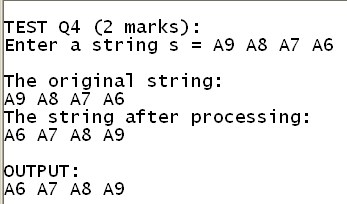 TEST Q4 (2 marks):
Enter a string s = A9 A8 A7 A6
The original string:
A9 A8 A7 A6
The string after processing:
A6 A7 A8 A9
OUTPUT:
A6 A7 A8 A9